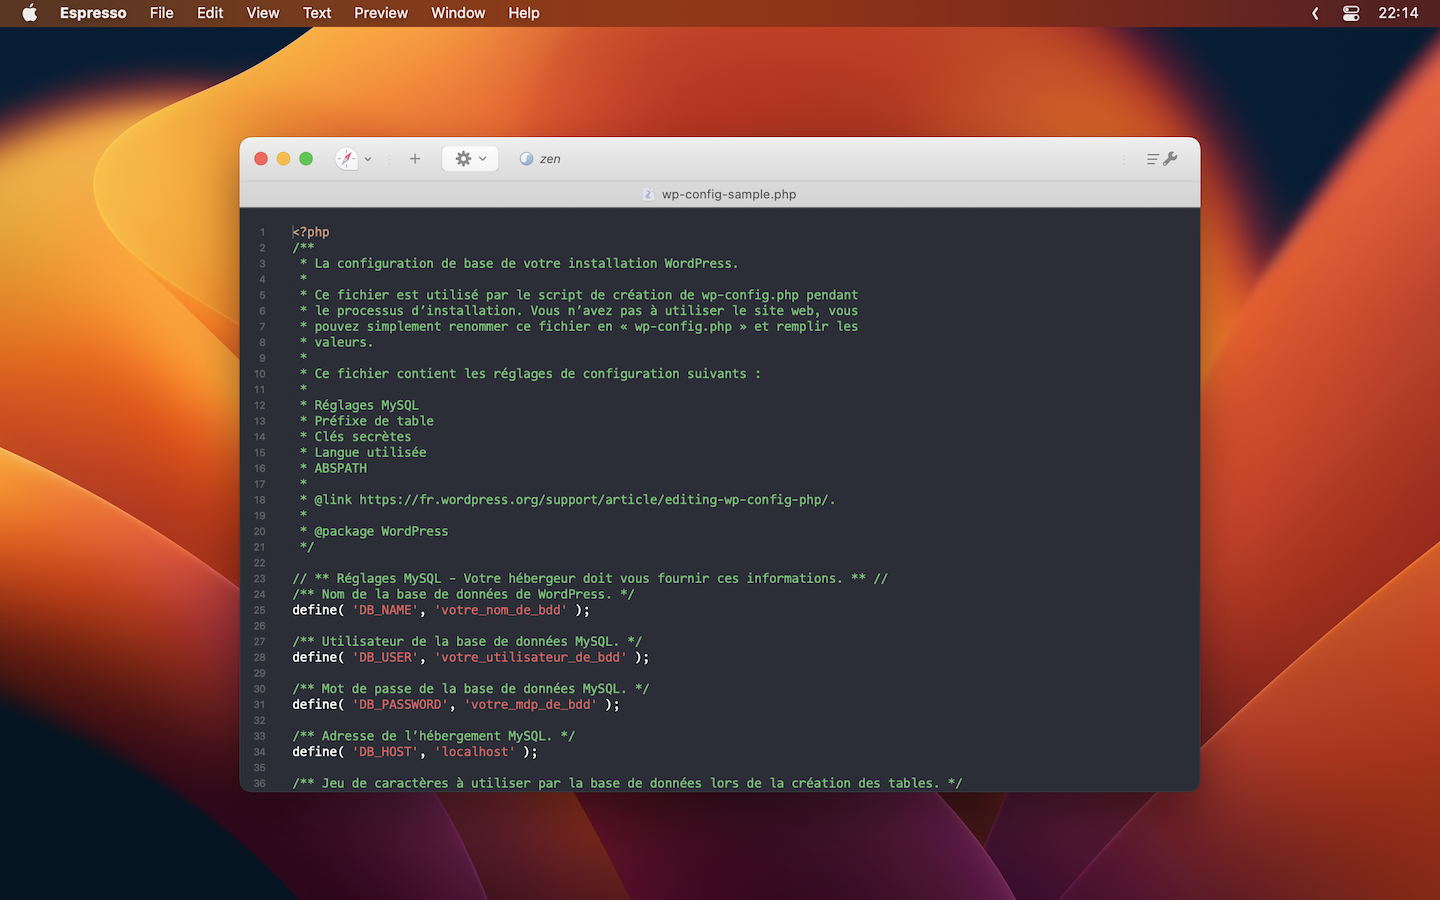 Espresso File Edit View Text Preview Window Help 22:14
zen
wp-config-sample.php
1 <?php
2 /**
3 * La configuration de base de votre installation WordPress.
4 *
5 * Ce fichier est utilisé par le script de création de wp-config.php pendant
6 * le processus d’installation. Vous n’avez pas à utiliser le site web, vous
7 * pouvez simplement renommer ce fichier en « wp-config.php » et remplir les
8 * valeurs.
9 *
10 * Ce fichier contient les réglages de configuration suivants :
11 *
12 * Réglages MySQL
13 * Préfixe de table
14 * Clés secrètes
15 * Langue utilisée
16 * ABSPATH
17 *
18 * @link https://fr.wordpress.org/support/article/editing-wp-config-php/.
19 *
20 * @package WordPress
21 */
22
23 // ** Réglages MySQL - Votre hébergeur doit vous fournir ces informations. ** //
24 /** Nom de la base de données de WordPress. */
25 define( 'DB_NAME', 'votre_nom_de_bdd' );
26
27 /** Utilisateur de la base de données MySQL. */
28 define( 'DB_USER', 'votre_utilisateur_de_bdd' );
29
30 /** Mot de passe de la base de données MySQL. */
31 define( 'DB_PASSWORD', 'votre_mdp_de_bdd' );
32
33 /** Adresse de l’hébergement MySQL. */
34 define( 'DB_HOST', 'localhost' );
35
36 /** Jeu de caractères à utiliser par la base de données lors de la création des tables. */